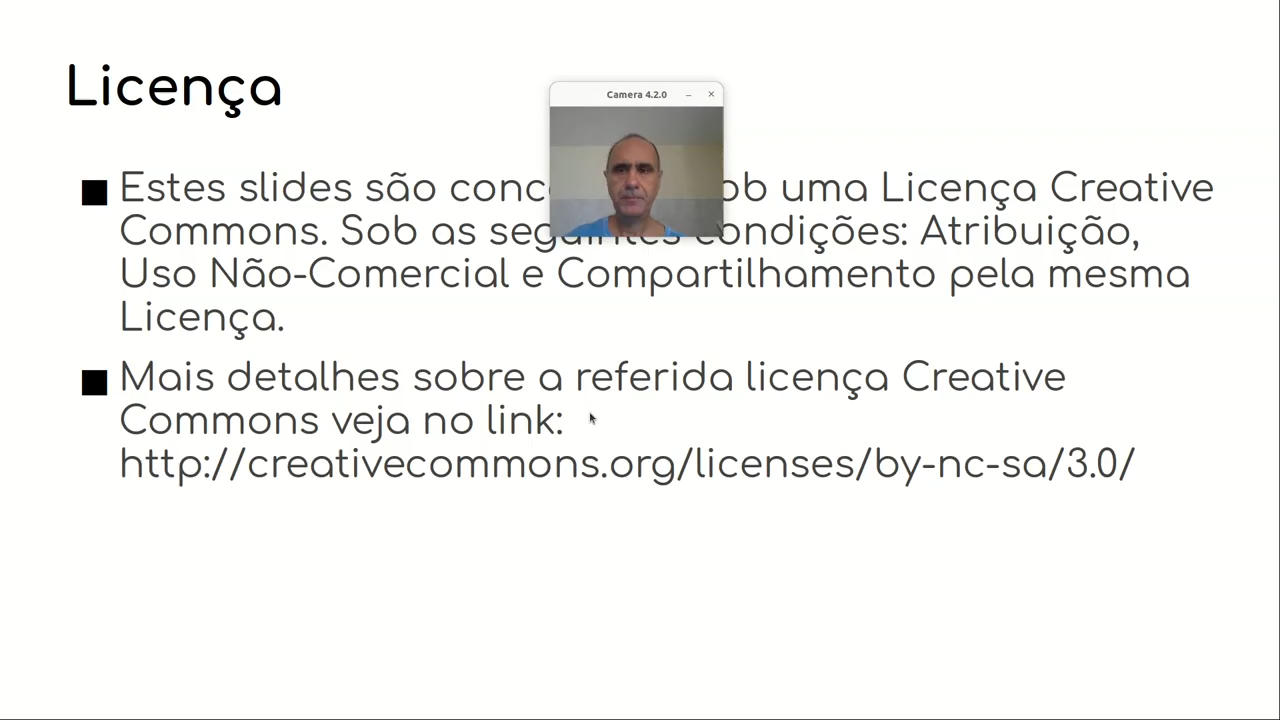 Licença
Camera 4.2.0
Estes slides são uma Licença Creative
Commons. Sob as seguintes condições: Atribuição,
Uso Não-Comercial e Compartilhamento pela mesma
Licença.
Mais detalhes sobre a referida licença Creative
Commons veja no link:
http://creativecommons.org/licenses/by-nc-sa/3.0/